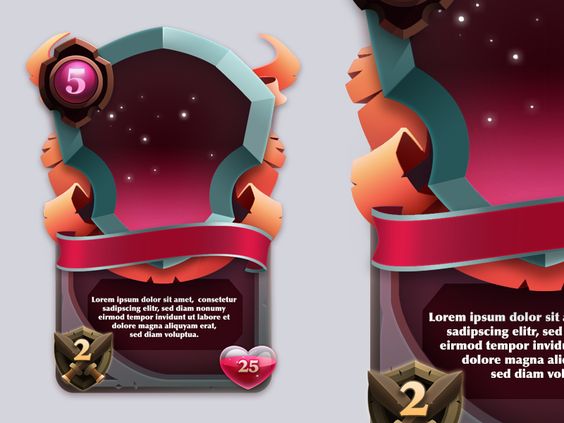 5
Lorem ipsum dolor sit amet, consetetur
sadipscing elitr, sed diam nonumy
eirmod tempor invidunt ut labore et
dolore magna aliquyam erat,
sed diam voluptua.
2
25
Lorem ipsum dolor sit a
sadipscing elitr,
eirmod tempor invidu
dolore magna ali
sed diam vol
2